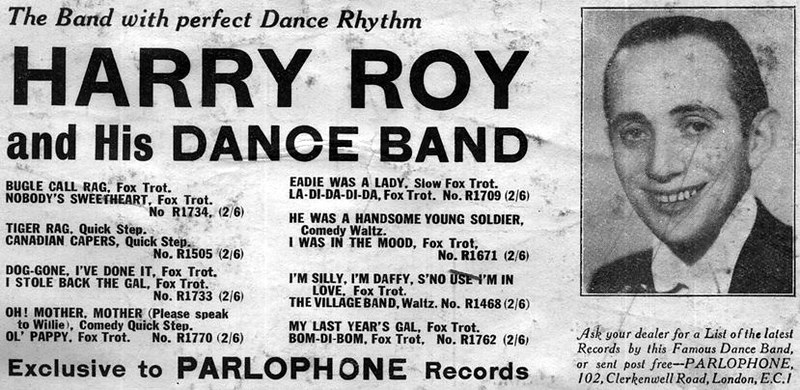 The Band with perfect Dance Rhythm
HARRY ROY
and His DANCE BAND
BUGLE CALL RAG, Fox Trot.
NOBODY'S SWEETHEART, Fox Trot.
No R1734, (2/6)
TIGER RAG, Quick Step.
CANADIAN CAPERS, Quick Step.
No. R1505 (2/6)
DOG-GONE, I'VE DONE IT, Fox Trot.
I STOLE BACK THE GAL, Fox Trot.
No. R1733 (2/6)
OH! MOTHER, MOTHER (Please speak
to Willie), Comedy Quick Step.
OL' PAPPY, Fox Trot. No. R1770 (2/6)
EADIE WAS A LADY, Slow Fox Trot.
LA-DI-DA-DI-DA, Fox Trot. No. R1709 (2/6)
HE WAS A HANDSOME YOUNG SOLDIER,
Comedy Waltz.
I WAS IN THE MOOD, Fox Trot,
No. R1671 (2/6)
I'M SILLY, I'M DAFFY, S'NO USE I'M IN
LOVE, Fox Trot.
THE VILLAGE BAND, Waltz. No. R1468 (2/6)
MY LAST YEAR'S GAL, Fox Trot.
BOM-DI-BOM, Fox Trot, No. R1762 (2/6)
Exclusive to PARLOPHONE Records
Ask your dealer for a List of the latest
Records by this Famous Dance Band,
or sent post free—PARLOPHONE,
102, Clerkenwell Road, London, E.C.1